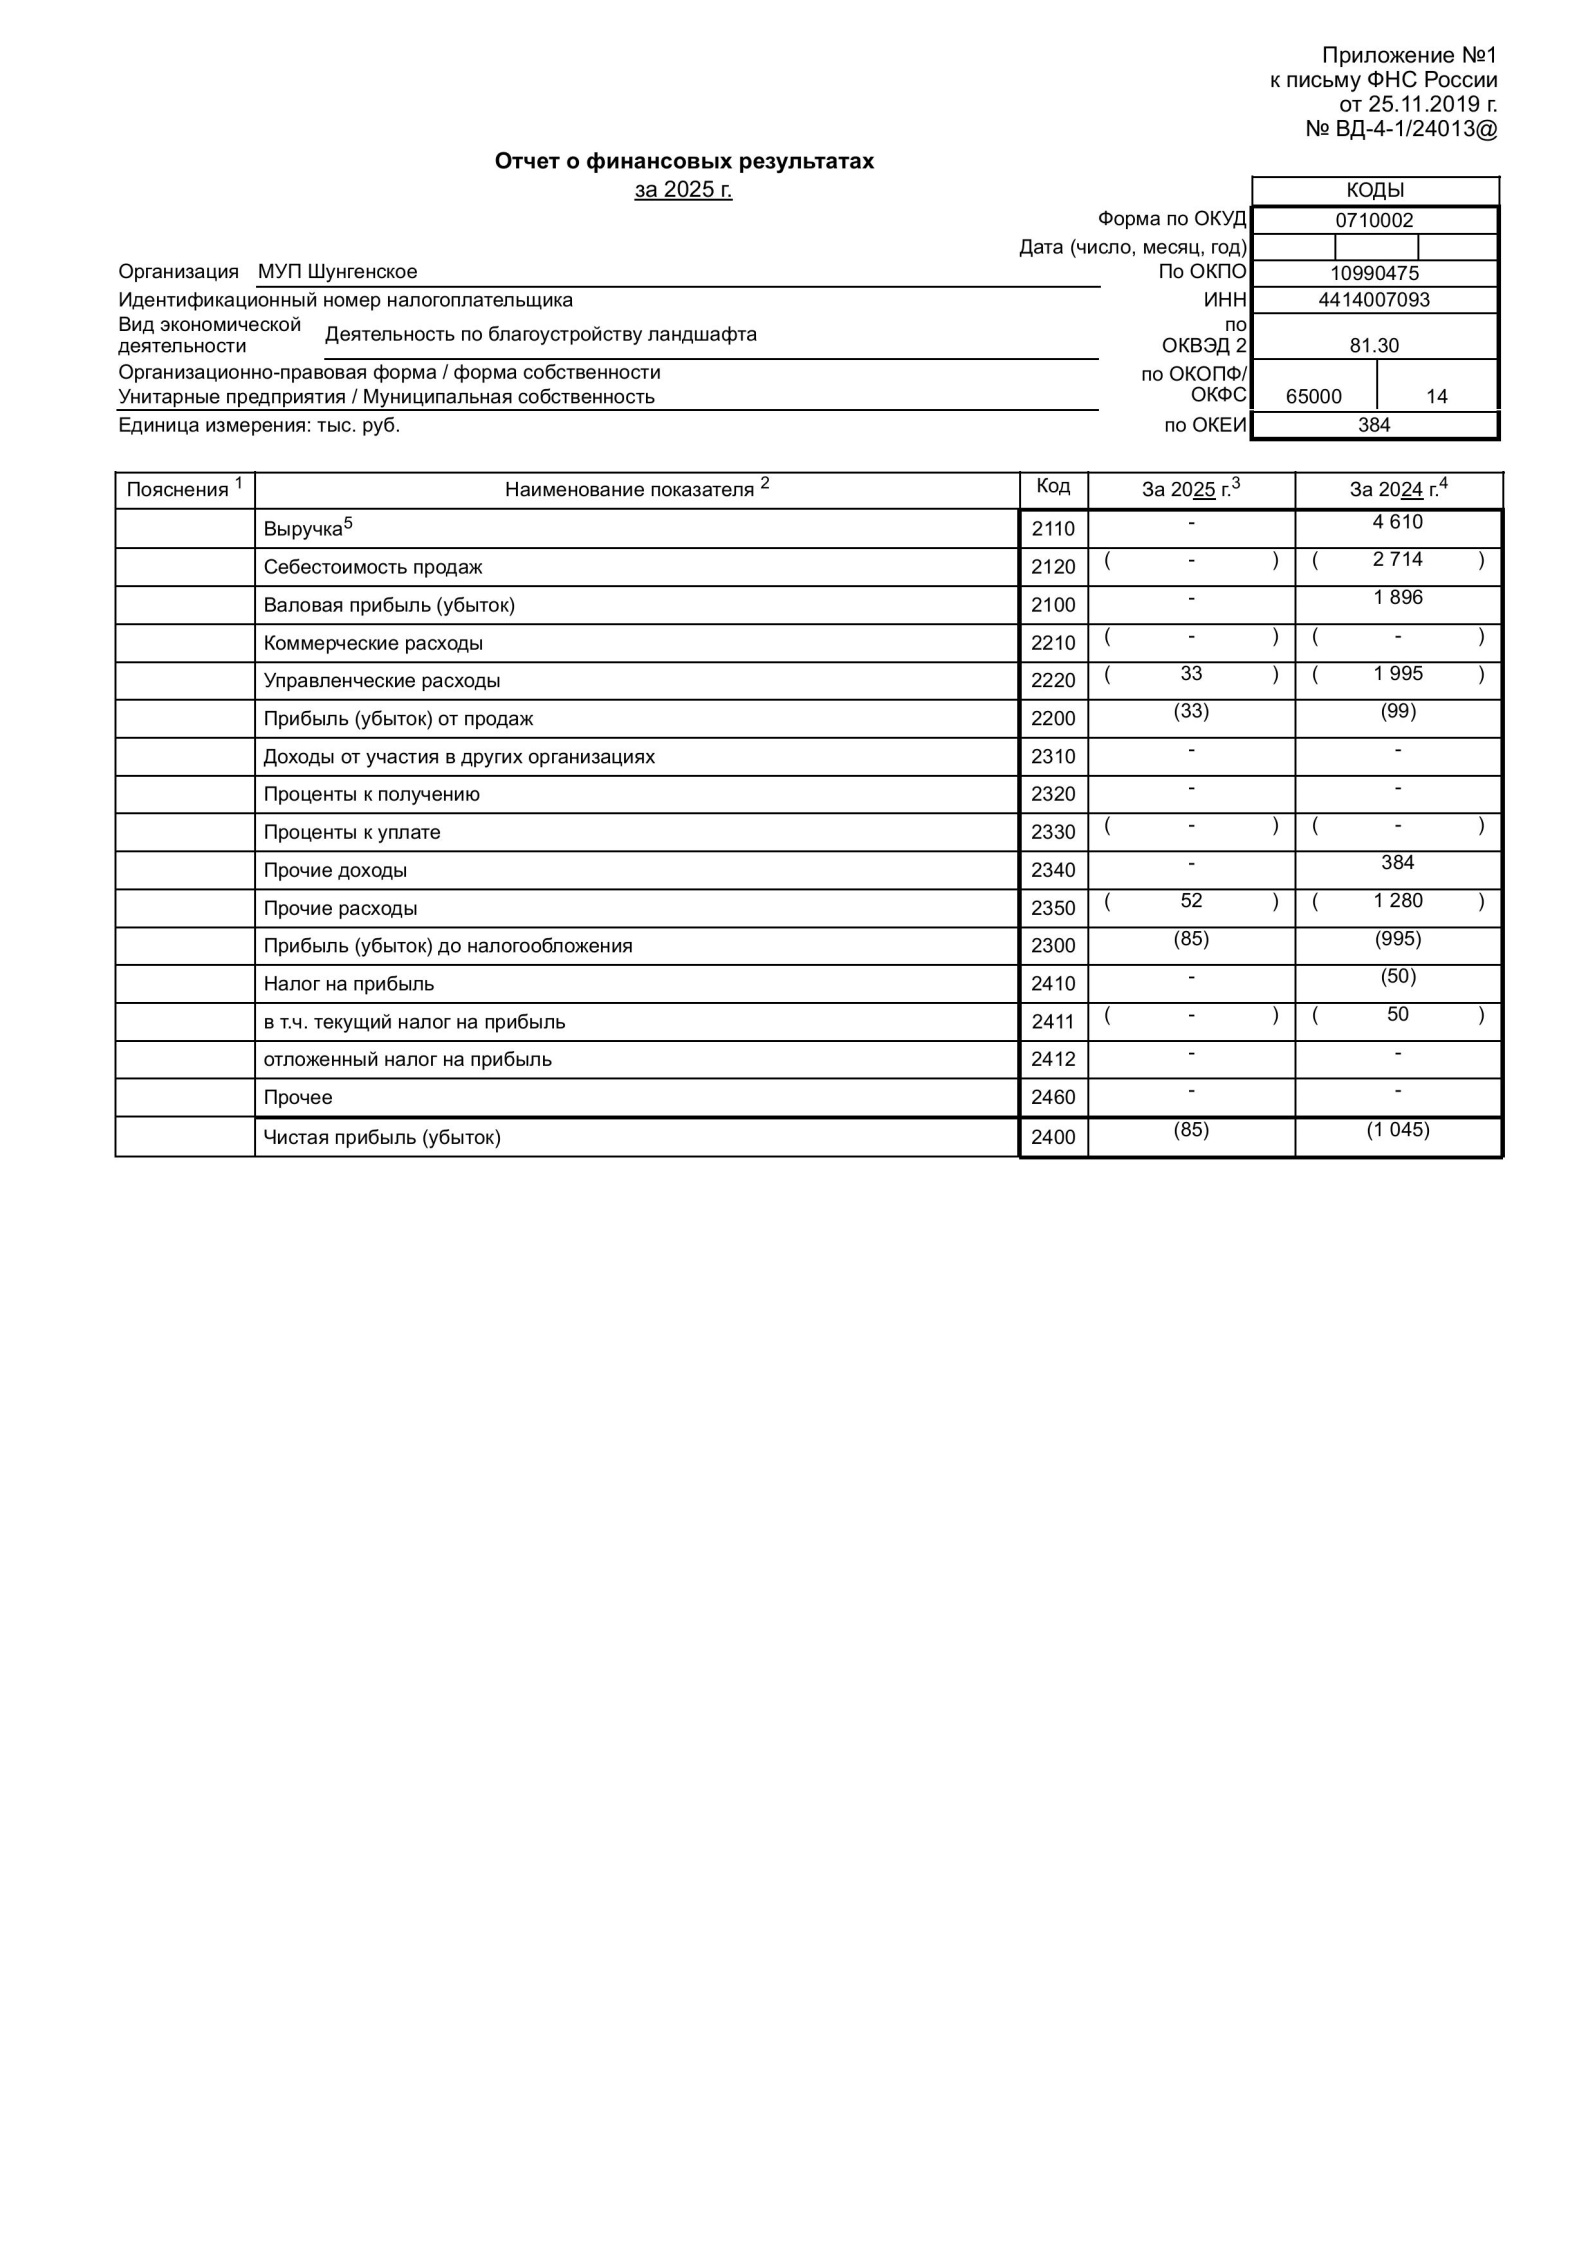 Приложение №1
к письму ФНС России
от 25.11.2019 г.
№ ВД-4-1/24013@
Отчет о финансовых результатах
за 2025 г.
КОДЫ
Форма по ОКУД 0710002
Дата (число, месяц, год)
Организация МУП Шунгенское По ОКПО 10990475
Идентификационный номер налогоплательщика ИНН 4414007093
Вид экономической деятельности Деятельность по благоустройству ландшафта по ОКВЭД 2 81.30
Организационно-правовая форма / форма собственности по ОКОПФ/
Унитарные предприятия / Муниципальная собственность ОКФС 65000 14
Единица измерения: тыс. руб. по ОКЕИ 384
Пояснения 1 Наименование показателя 2 Код За 2025 г.3 За 2024 г.4
Выручка5 2110 - 4 610
Себестоимость продаж 2120 ( - ) ( 2 714 )
Валовая прибыль (убыток) 2100 - 1 896
Коммерческие расходы 2210 ( - ) ( - )
Управленческие расходы 2220 ( 33 ) ( 1 995 )
Прибыль (убыток) от продаж 2200 (33) (99)
Доходы от участия в других организациях 2310 - -
Проценты к получению 2320 - -
Проценты к уплате 2330 ( - ) ( - )
Прочие доходы 2340 - 384
Прочие расходы 2350 ( 52 ) ( 1 280 )
Прибыль (убыток) до налогообложения 2300 (85) (995)
Налог на прибыль 2410 - (50)
в т.ч. текущий налог на прибыль 2411 ( - ) ( 50 )
отложенный налог на прибыль 2412 - -
Прочее 2460 - -
Чистая прибыль (убыток) 2400 (85) (1 045)